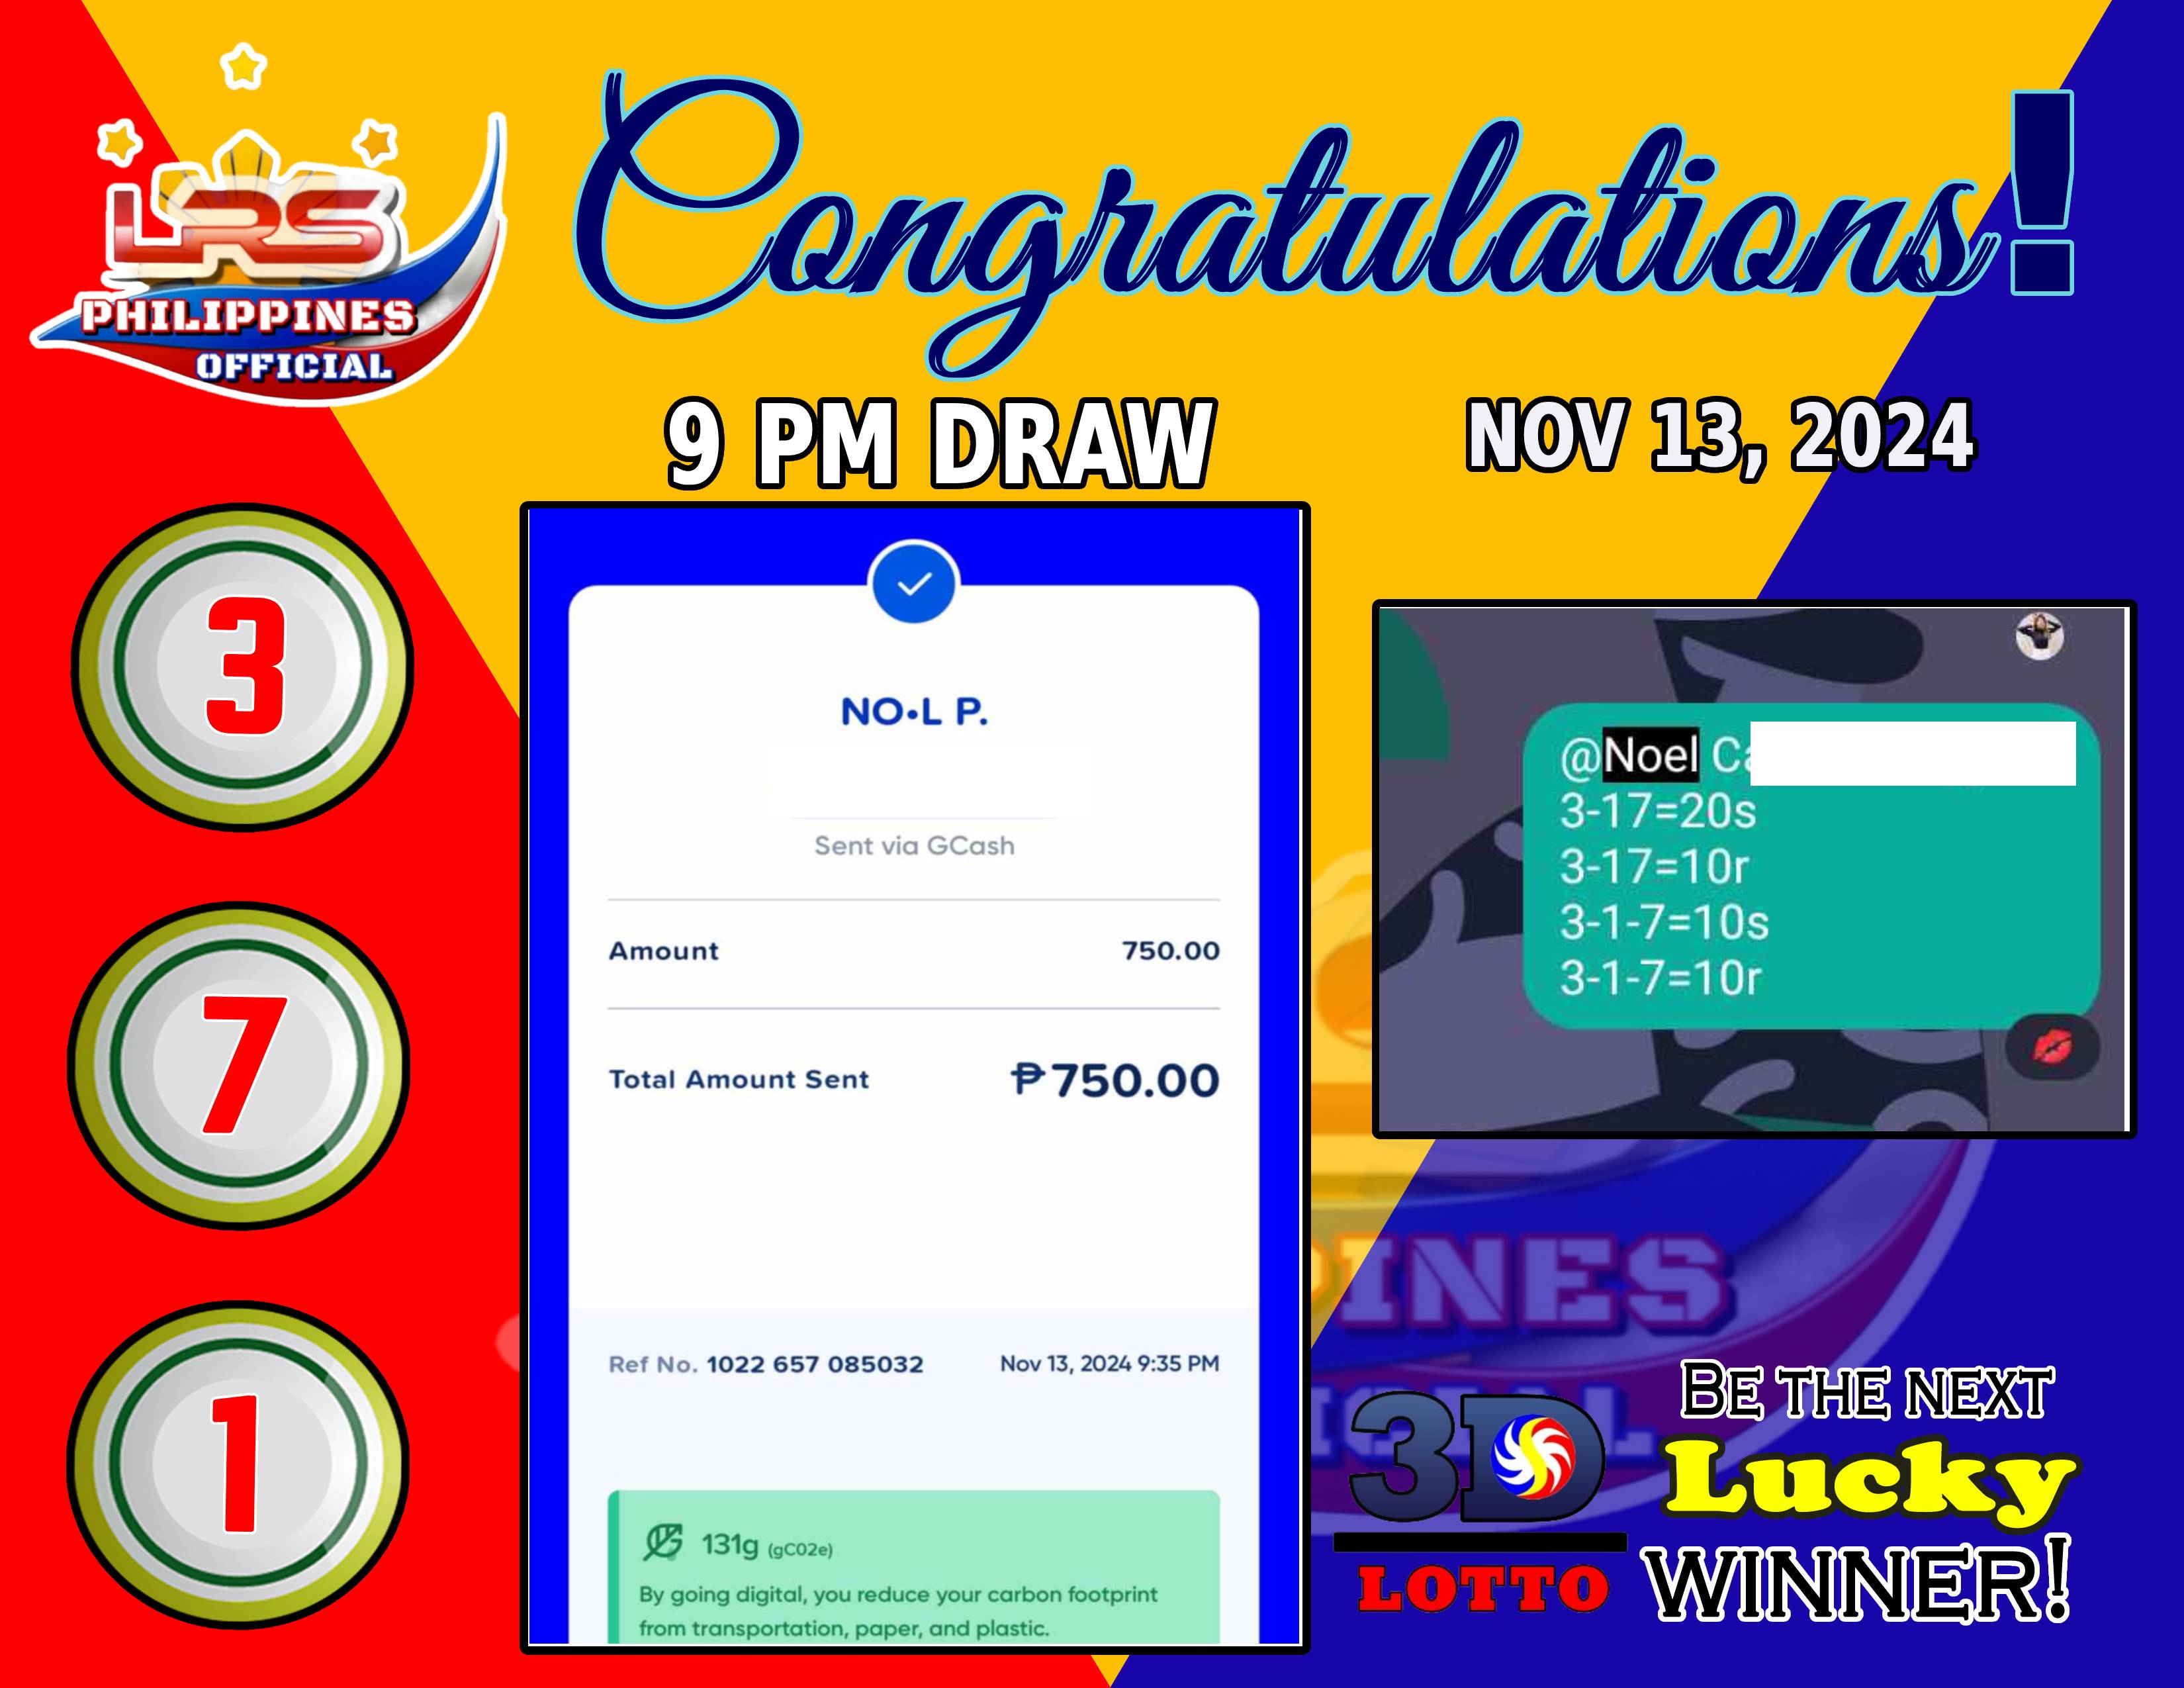 LRS
PHILIPPINES
OFFICIAL
Congratulations!
9 PM DRAW
NOV 13, 2024
3
7
1
NO•L P.
Sent via GCash
Amount 750.00
Total Amount Sent ₱750.00
Ref No. 1022 657 085032 Nov 13, 2024 9:35 PM
131g (gCO2e)
By going digital, you reduce your carbon footprint
from transportation, paper, and plastic.
@Noel Ca
3-17=20s
3-17=10r
3-1-7=10s
3-1-7=10r
PINES
3D
LOTTO
BE THE NEXT
Lucky
WINNER!